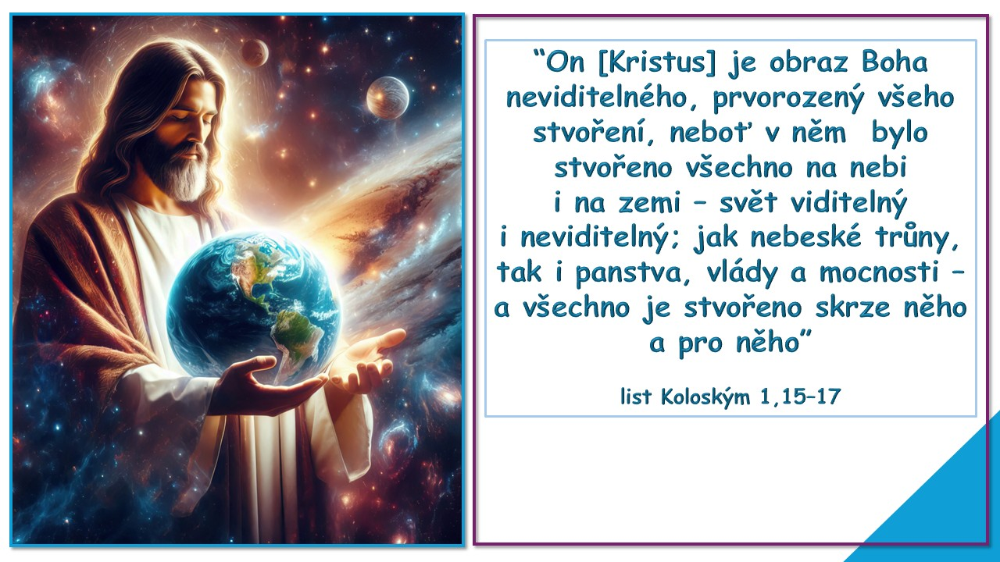 “On [Kristus] je obraz Boha
neviditelného, prvorozený všeho
stvoření, neboť v něm  bylo
stvořeno všechno na nebi
i na zemi – svět viditelný
i neviditelný; jak nebeské trůny,
tak i panstva, vlády a mocnosti –
a všechno je stvořeno skrze něho
a pro něho”
list Koloským 1,15–17